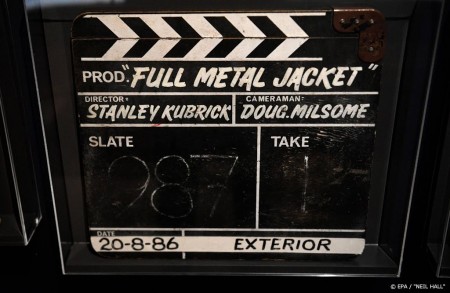 PROD. "FULL METAL JACKET"
DIRECTOR: CAMERAMAN:
STANLEY KUBRICK DOUG. MILSOME
SLATE TAKE
987 1
DATE
20-8-86 EXTERIOR
© EPA / "NEIL HALL"